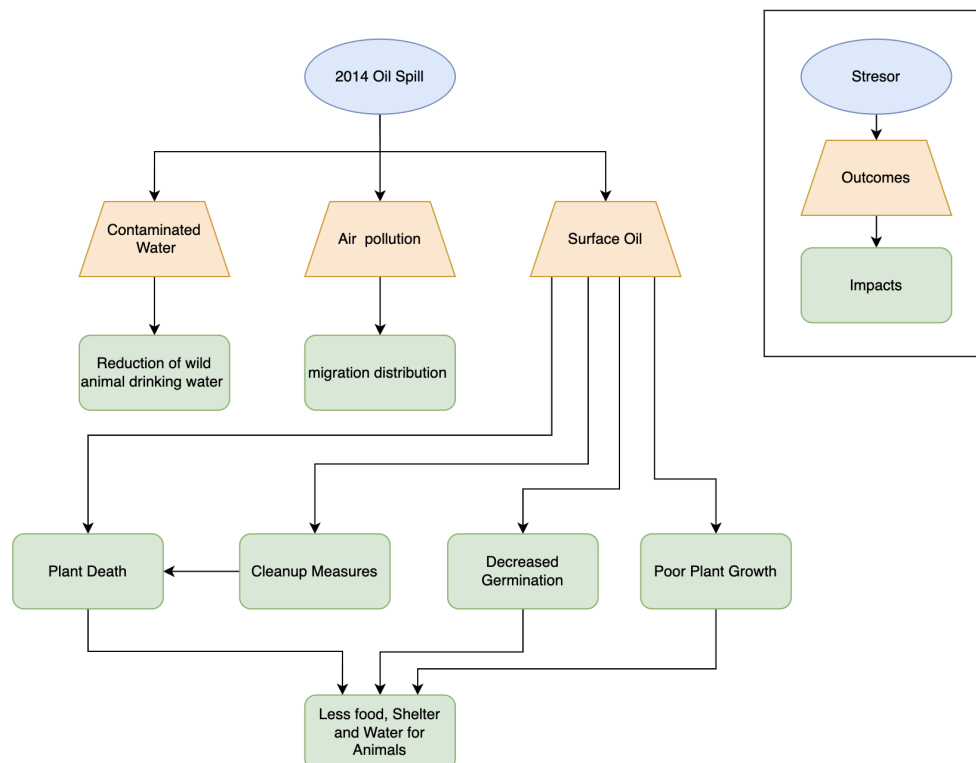 2014 Oil Spill
Stresor
Outcomes
Impacts
Contaminated
Water
Air pollution
Surface Oil
Reduction of wild
animal drinking water
migration distribution
Plant Death
Cleanup Measures
Decreased
Germination
Poor Plant Growth
Less food, Shelter
and Water for
Animals